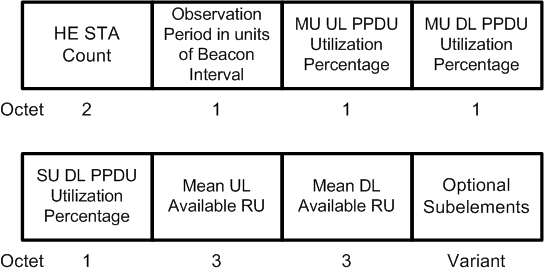 HE STA
Count
Observation
Period in units
of Beacon
Interval
MU UL PPDU
Utilization
Percentage
MU DL PPDU
Utilization
Percentage
Octet 2 1 1 1
SU DL PPDU
Utilization
Percentage
Mean UL
Available RU
Mean DL
Available RU
Optional
Subelements
Octet 1 3 3 Variant